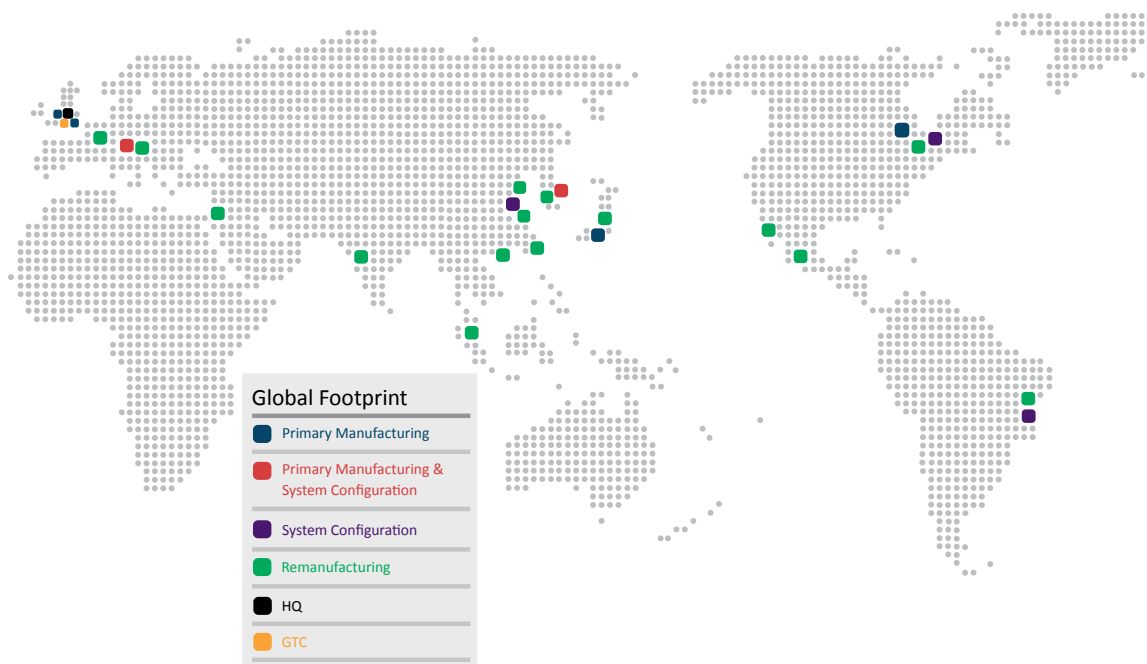 Global Footprint
Primary Manufacturing
Primary Manufacturing &
System Configuration
System Configuration
Remanufacturing
HQ
GTC